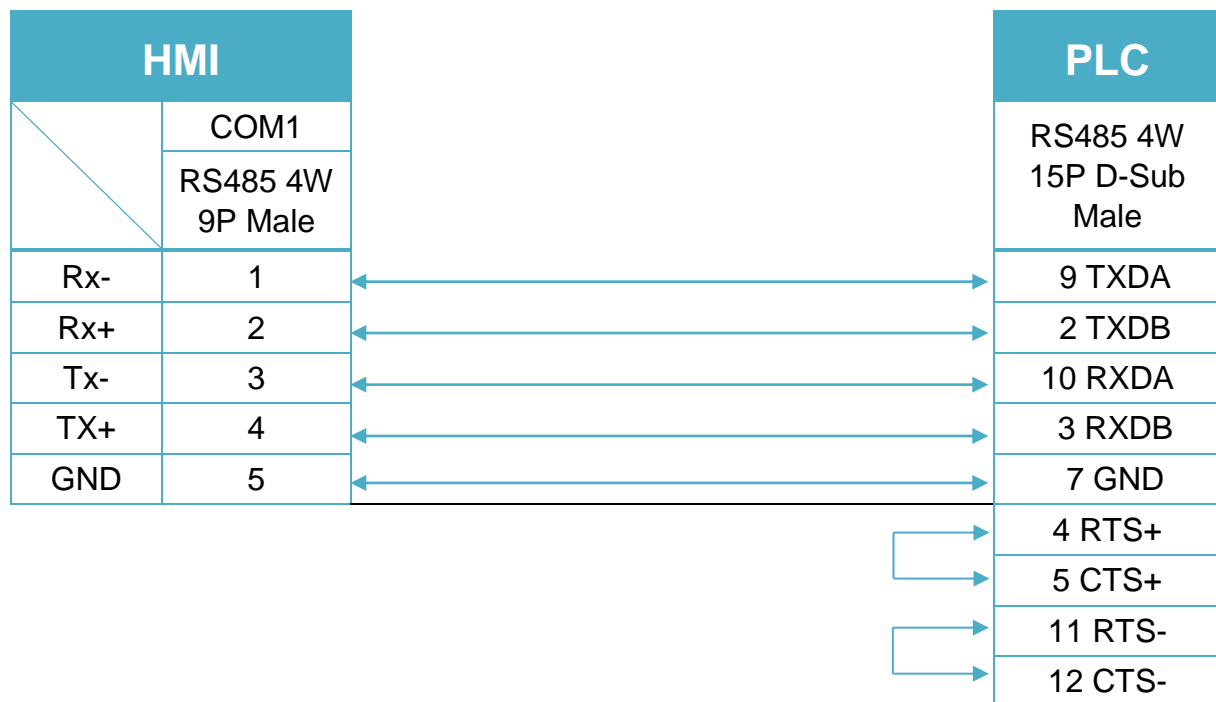 HMI
PLC
COM1
RS485 4W
9P Male
RS485 4W
15P D-Sub
Male
Rx- 1 9 TXDA
Rx+ 2 2 TXDB
Tx- 3 10 RXDA
TX+ 4 3 RXDB
GND 5 7 GND
4 RTS+
5 CTS+
11 RTS-
12 CTS-